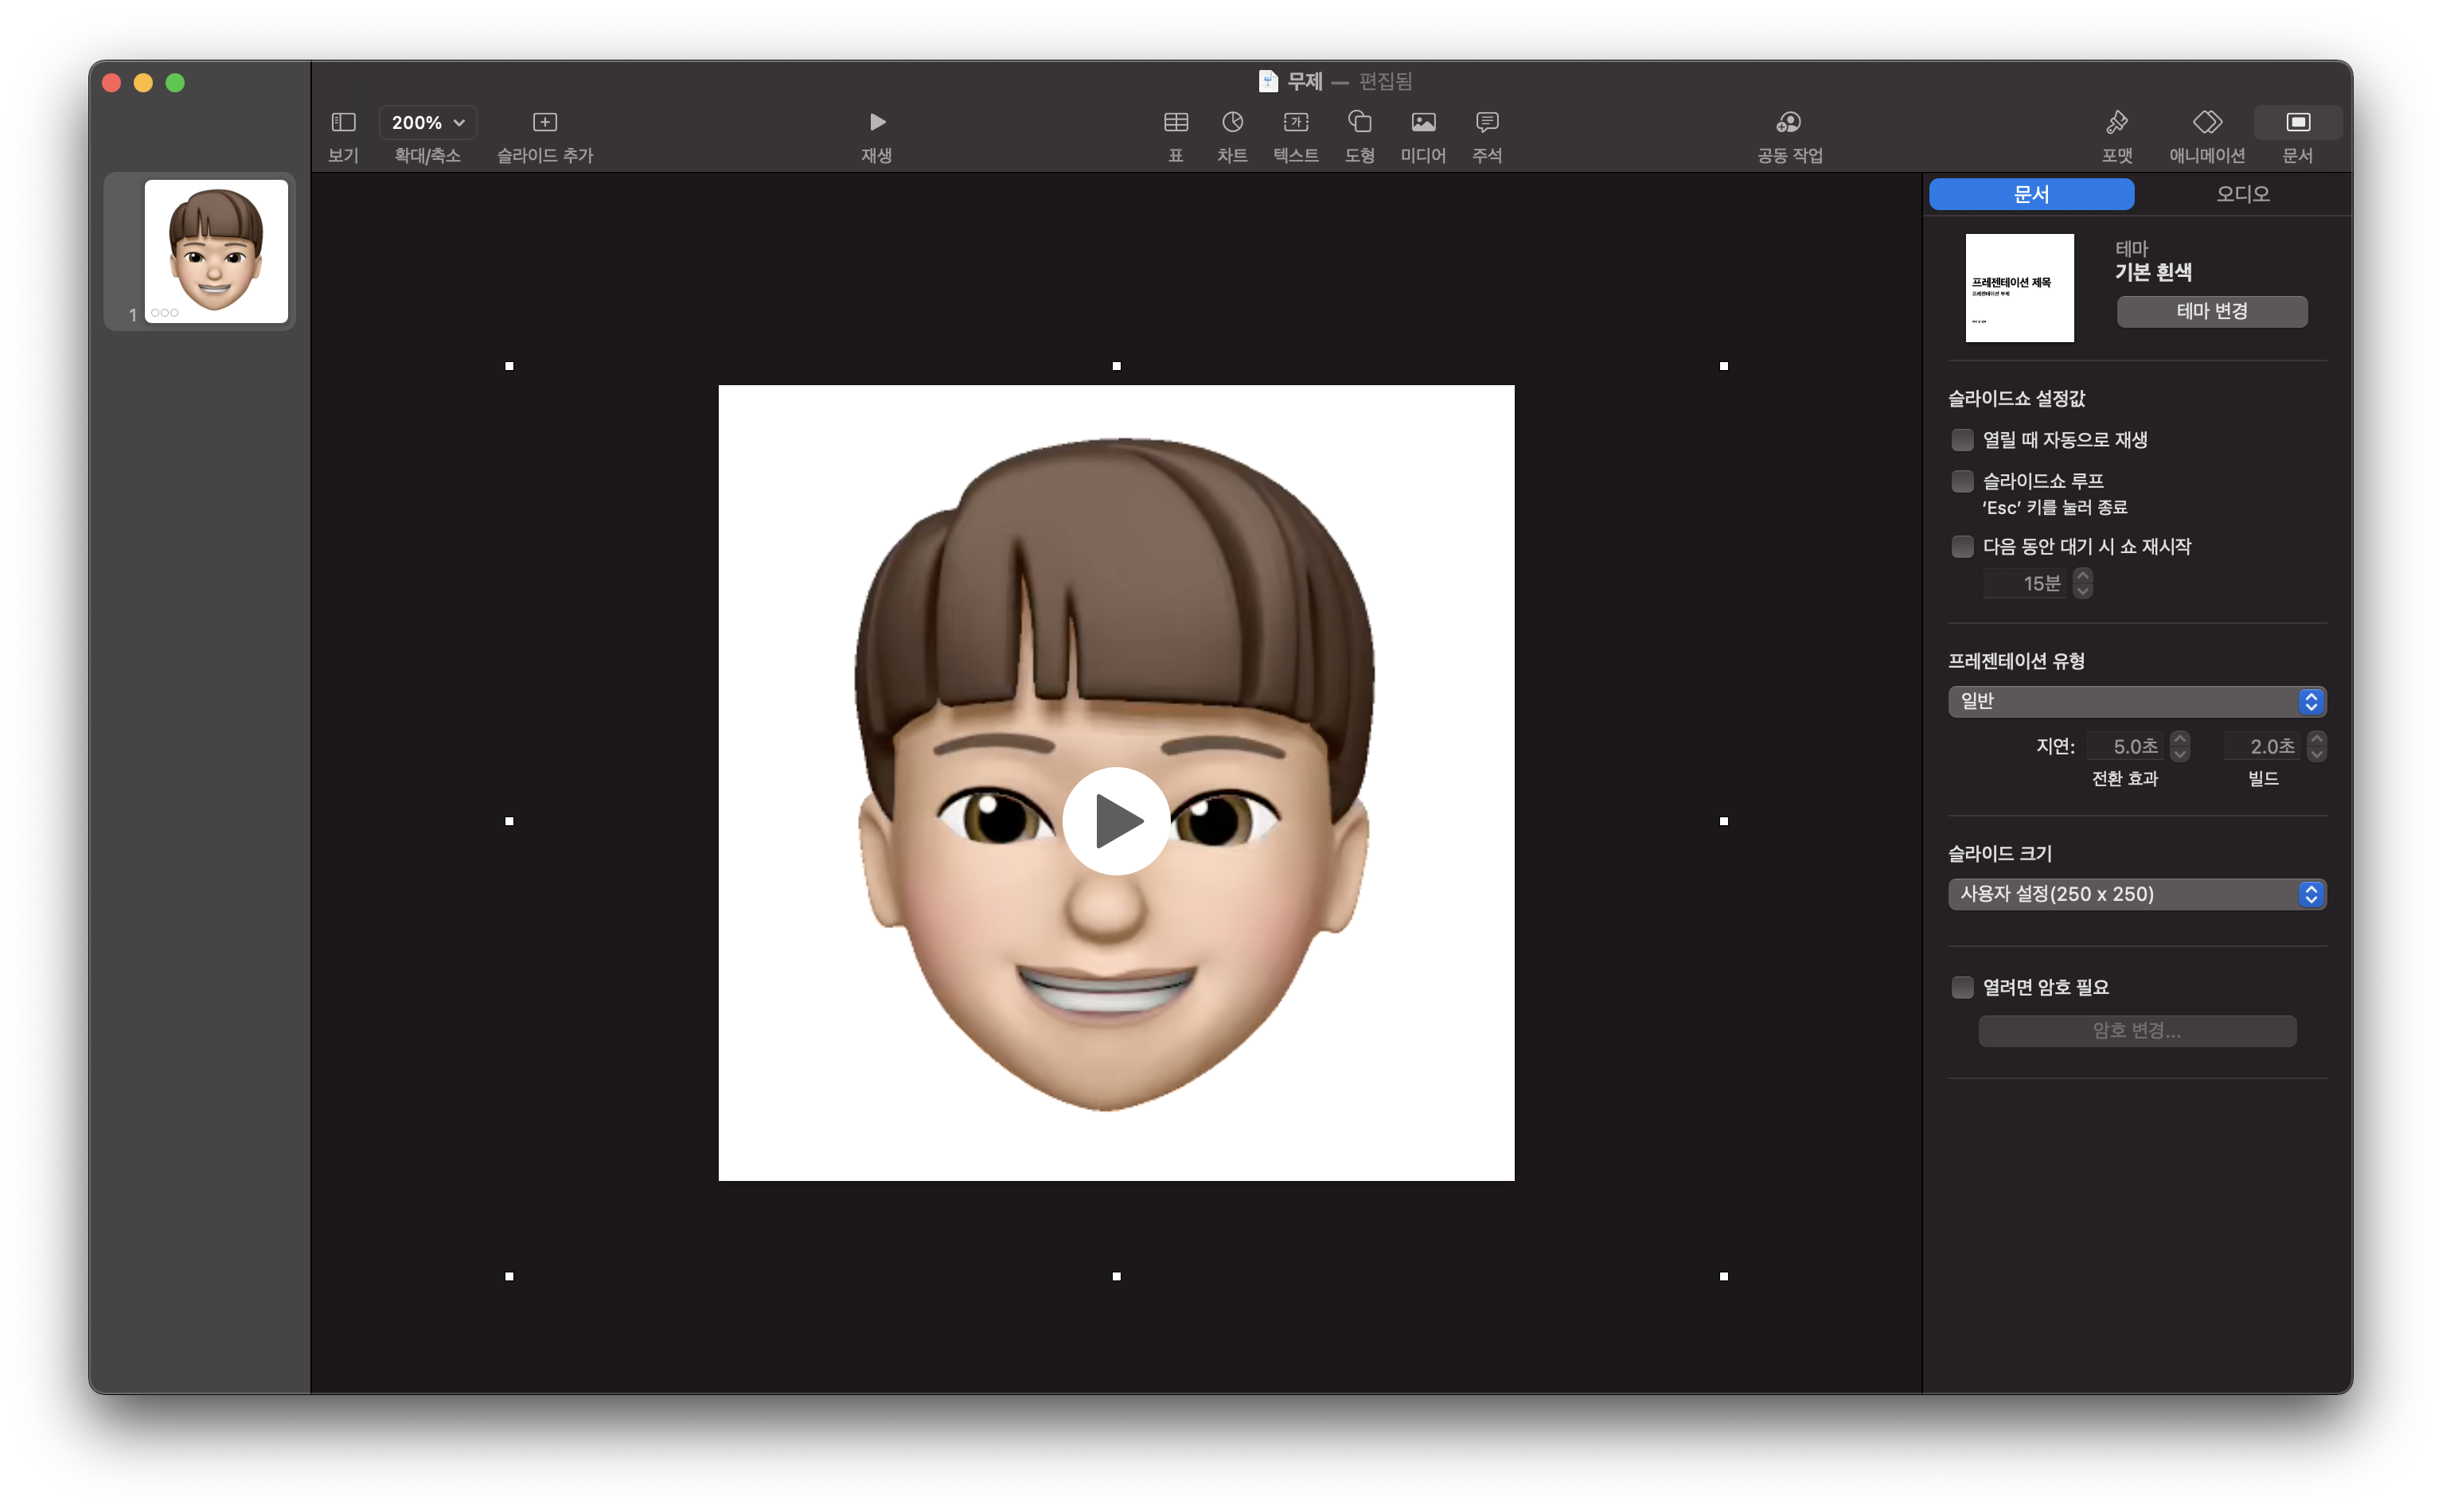 무제 — 편집됨
200%
보기
확대/축소
슬라이드 추가
재생
표
차트
텍스트
도형
미디어
주석
공동 작업
포맷
애니메이션
문서
1
문서
오디오
프레젠테이션 제목
프레젠테이션 부제
테마
기본 흰색
테마 변경
슬라이드쇼 설정값
열릴 때 자동으로 재생
슬라이드쇼 루프
‘Esc’ 키를 눌러 종료
다음 동안 대기 시 쇼 재시작
15분
프레젠테이션 유형
일반
지연: 5.0초 2.0초
전환 효과 빌드
슬라이드 크기
사용자 설정(250 x 250)
열려면 암호 필요
암호 변경...